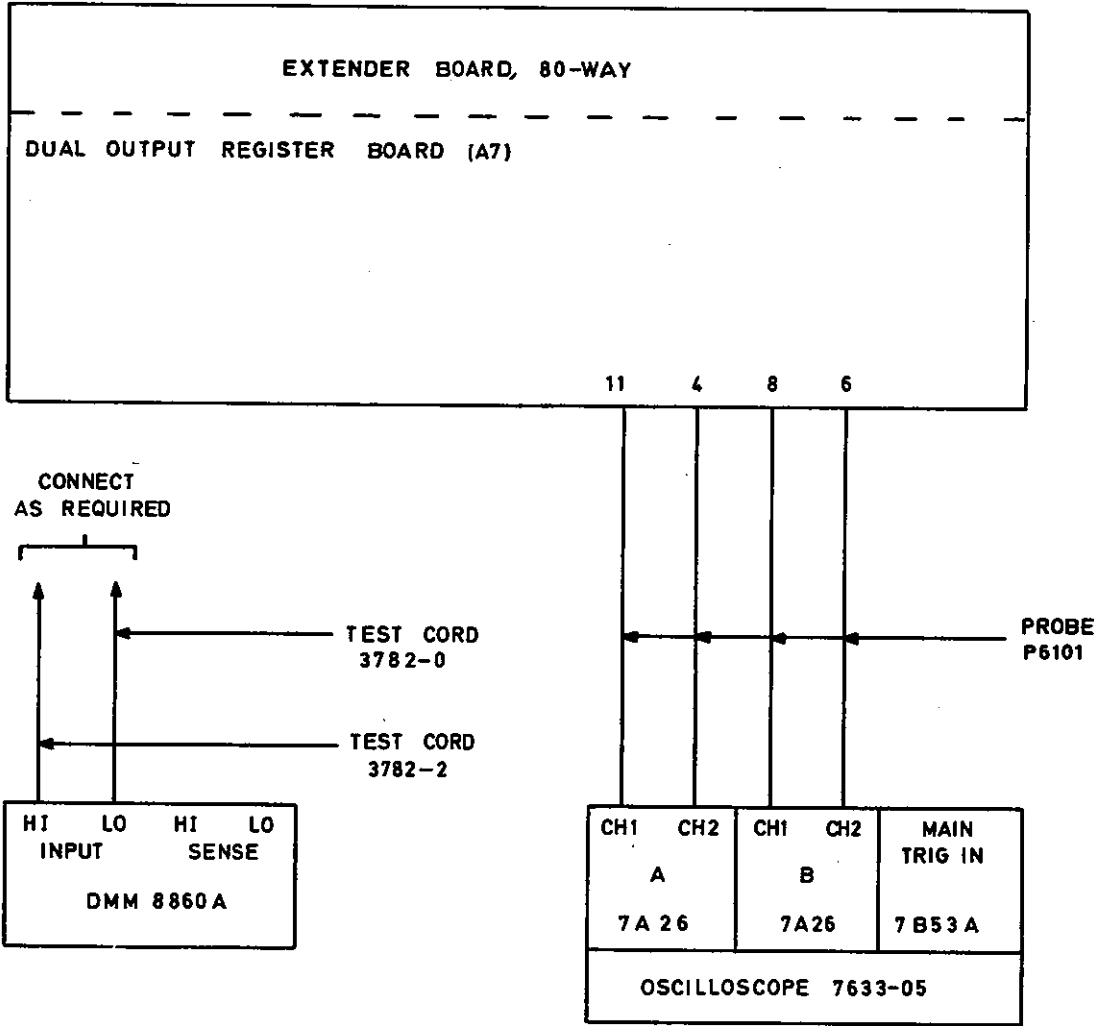 EXTENDER BOARD, 80-WAY
DUAL OUTPUT REGISTER BOARD (A7)
11 4 8 6
CONNECT
AS REQUIRED
TEST CORD
3782-0
PROBE
P6101
TEST CORD
3782-2
HI LO HI LO
INPUT SENSE
DMM 8860A
CH1 CH2 CH1 CH2 MAIN
TRIG IN
A B
7A26 7A26 7B53A
OSCILLOSCOPE 7633-05